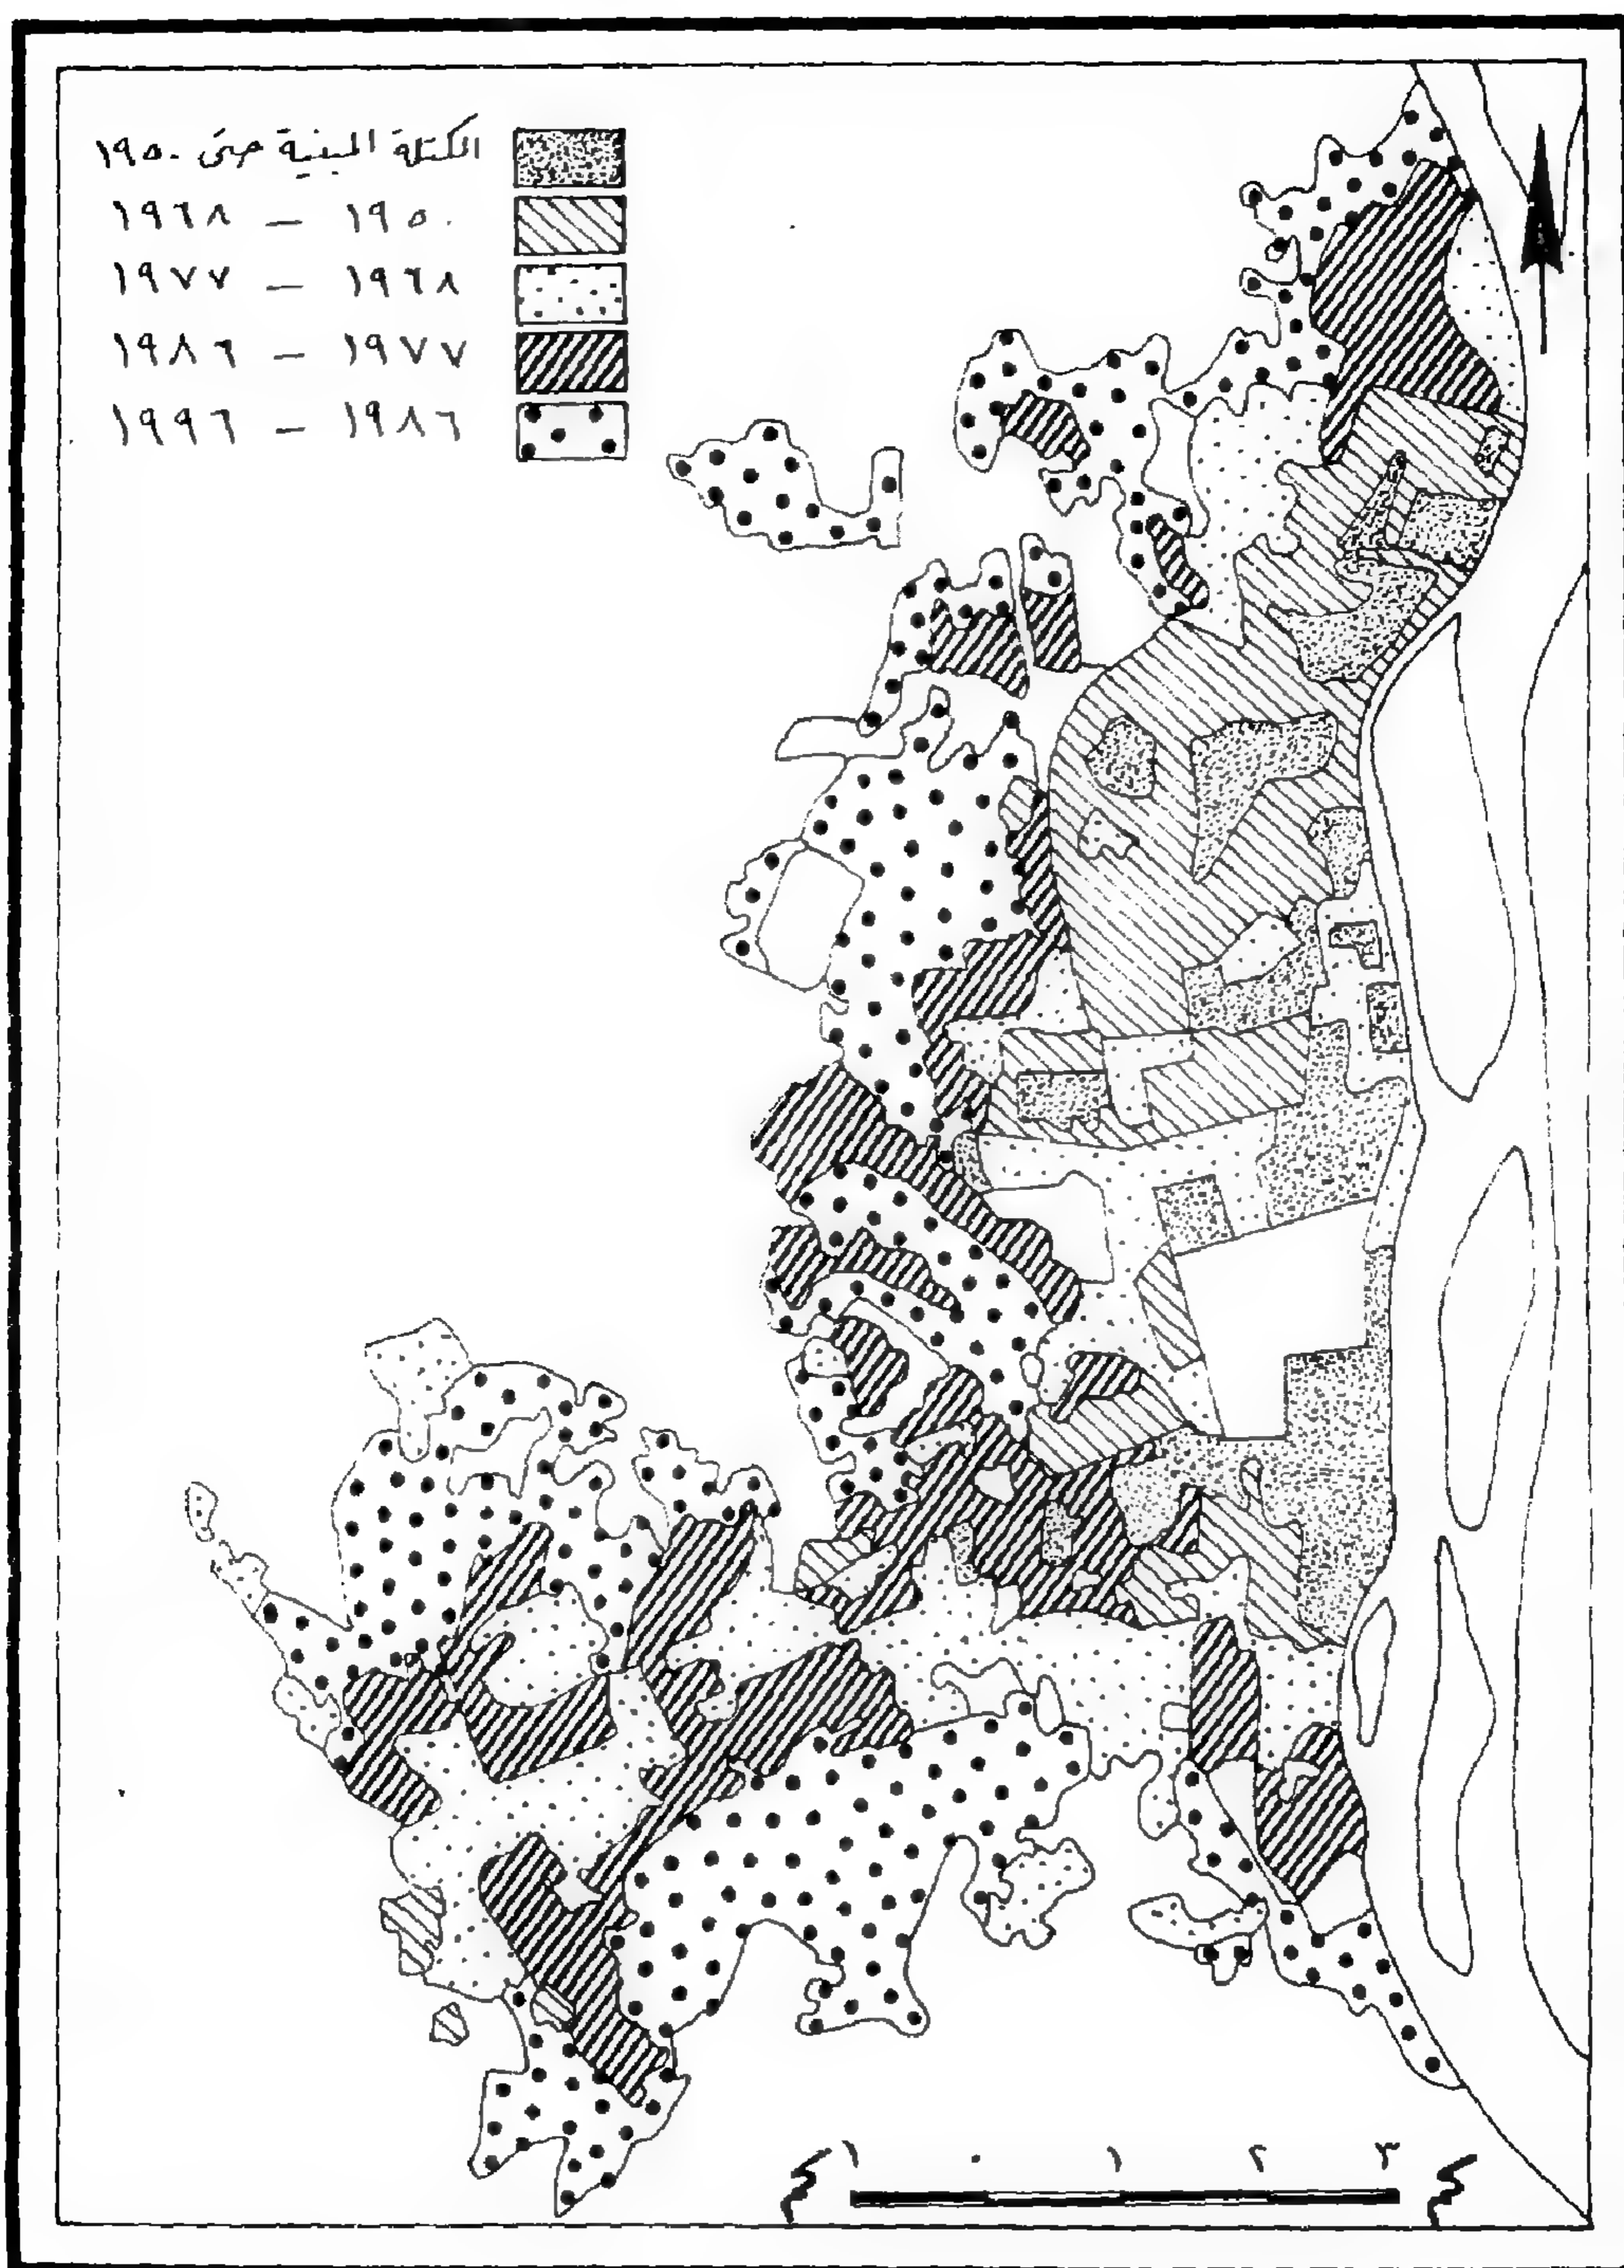 الكتلة المبنية حتى ١٩٥٠
١٩٥٠ – ١٩٦٨
١٩٦٨ – ١٩٧٧
١٩٧٧ – ١٩٨٦
١٩٨٦ – ١٩٩٦
كم ١ ٠ ١ ٢ ٣ كم